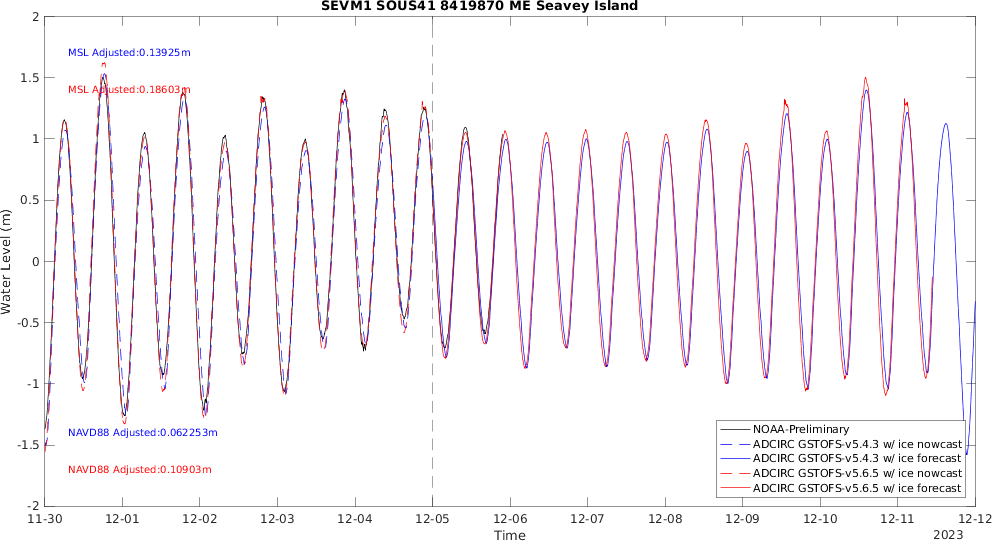 SEVM1 SOUS41 8419870 ME Seavey Island
2
1.5
1
0.5
0
-0.5
-1
-1.5
-2
Water Level (m)
MSL Adjusted:0.13925m
MSL Adjusted:0.18603m
NAVD88 Adjusted:0.062253m
NAVD88 Adjusted:0.10903m
NOAA-Preliminary
ADCIRC GSTOFS-v5.4.3 w/ ice nowcast
ADCIRC GSTOFS-v5.4.3 w/ ice forecast
ADCIRC GSTOFS-v5.6.5 w/ ice nowcast
ADCIRC GSTOFS-v5.6.5 w/ ice forecast
11-30 12-01 12-02 12-03 12-04 12-05 12-06 12-07 12-08 12-09 12-10 12-11 12-12
Time
2023